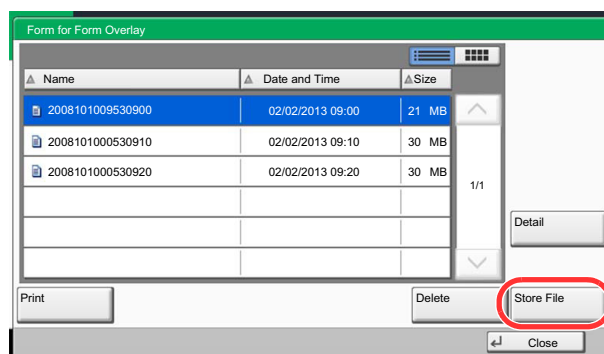 Form for Form Overlay
Name Date and Time Size
2008101009530900 02/02/2013 09:00 21 MB
2008101000530910 02/02/2013 09:10 30 MB
2008101000530920 02/02/2013 09:20 30 MB
1/1
Detail
Print Delete Store File
Close